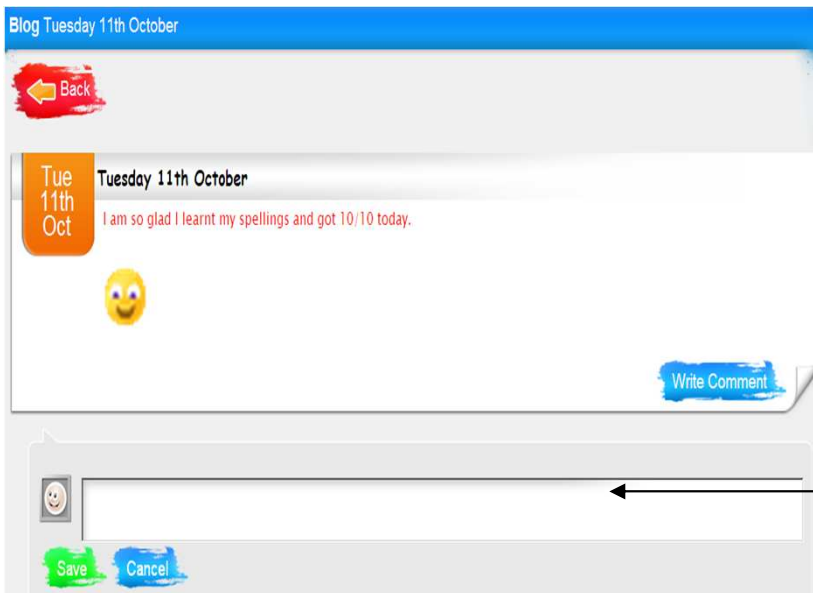 Blog Tuesday 11th October
Back
Tue
11th
Oct
Tuesday 11th October
I am so glad I learnt my spellings and got 10/10 today.
Write Comment
Save
Cancel